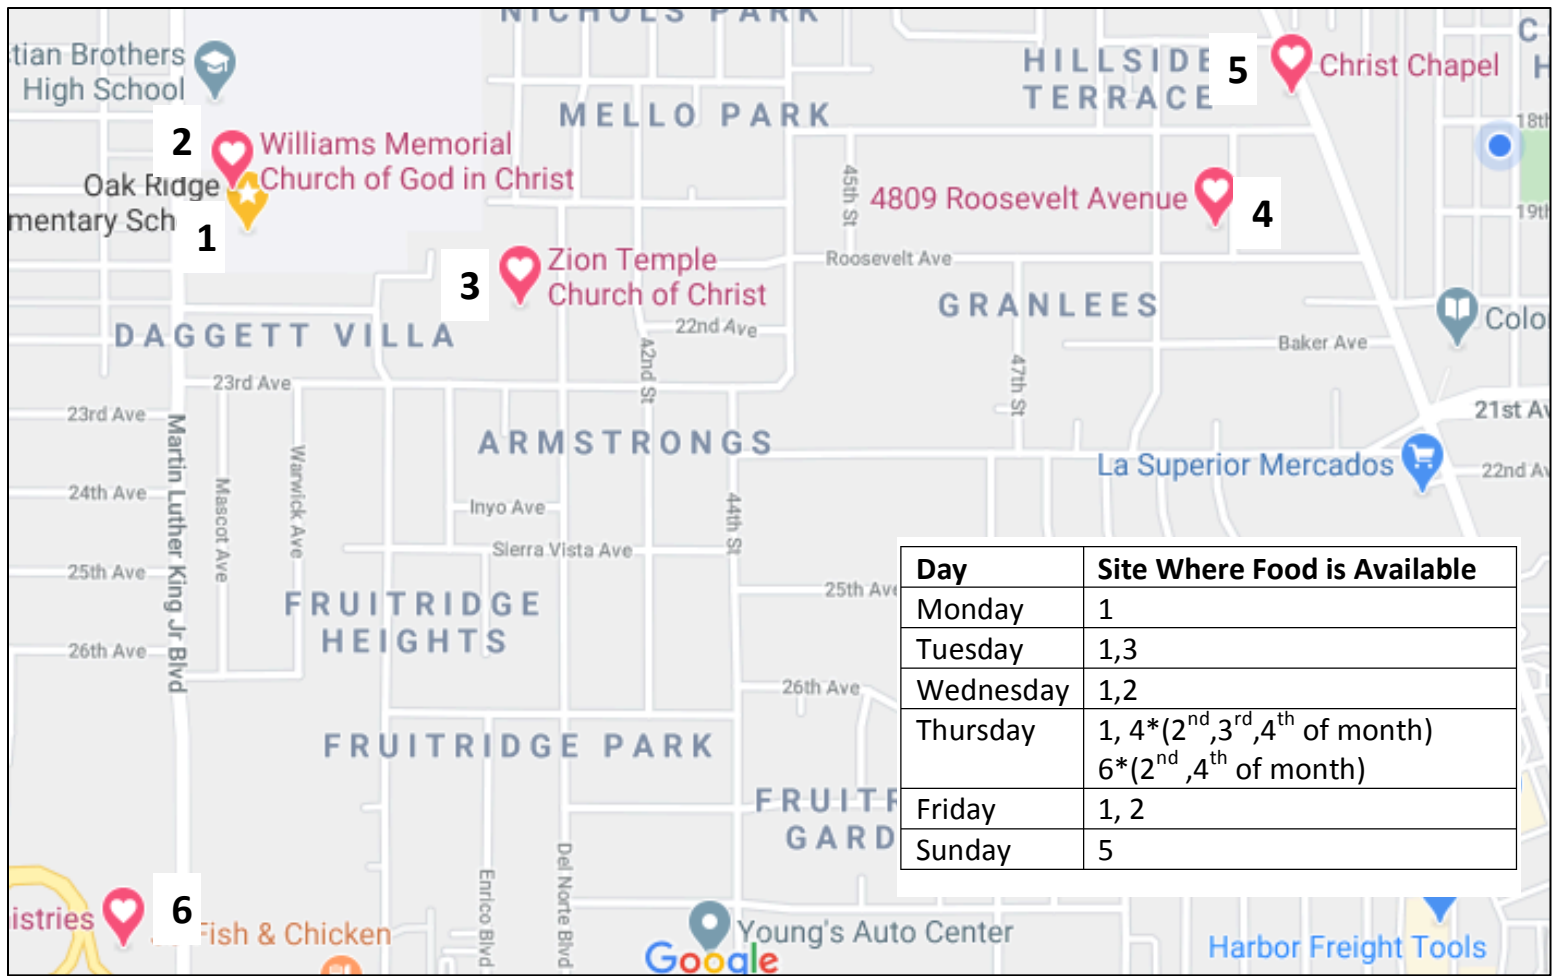 NICHOLS PARK
tian Brothers
High School
HILLSIDE
TERRACE
5
Christ Chapel
C
H
MELLO PARK
18th
2
Williams Memorial
Church of God in Christ
Oak Ridge
mentary Sch
1
45th St
4809 Roosevelt Avenue
4
19th
3
Zion Temple
Church of Christ
Roosevelt Ave
GRANLEES
Colo
DAGGETT VILLA
22nd Ave
Baker Ave
42nd St
47th St
23rd Ave
23rd Ave
21st Av
Martin Luther King Jr Blvd
ARMSTRONGS
La Superior Mercados
22nd Av
Warwick Ave
Mascot Ave
24th Ave
Inyo Ave
44th St
Sierra Vista Ave
25th Ave
25th Ave
FRUITRIDGE
HEIGHTS
26th Ave
26th Ave
FRUITRIDGE PARK
FRUITR
GARD
Day Site Where Food is Available
Monday 1
Tuesday 1,3
Wednesday 1,2
Thursday 1, 4*(2nd,3rd,4th of month)
6*(2nd ,4th of month)
Friday 1, 2
Sunday 5
Enrico Blvd
Del Norte Blvd
istries
6
Fish & Chicken
Young's Auto Center
Google
Harbor Freight Tools